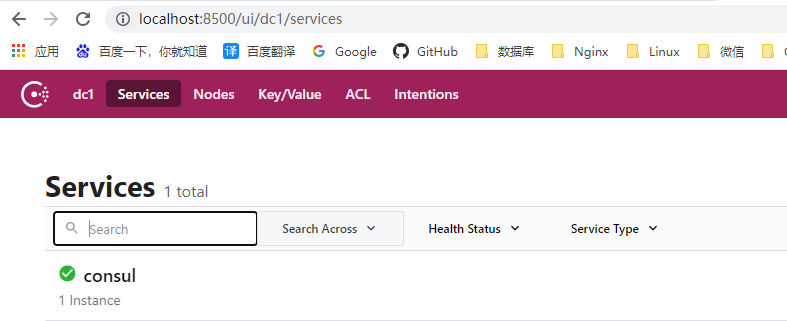 localhost:8500/ui/dc1/services
应用 百度一下，你就知道 百度翻译 Google GitHub 数据库 Nginx Linux 微信
dc1 Services Nodes Key/Value ACL Intentions
Services 1 total
Search Search Across Health Status Service Type
consul
1 Instance